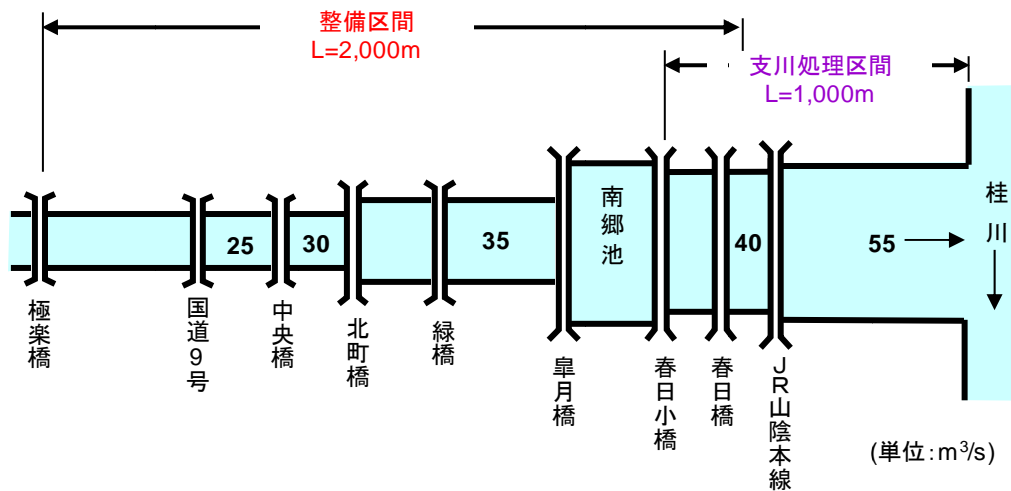 整備区間
L=2,000m
支川処理区間
L=1,000m
25
30
35
南郷池
40
55
桂川
極楽橋
国道9号
中央橋
北町橋
緑橋
皐月橋
春日小橋
春日橋
JR山陰本線
(単位:m³/s)